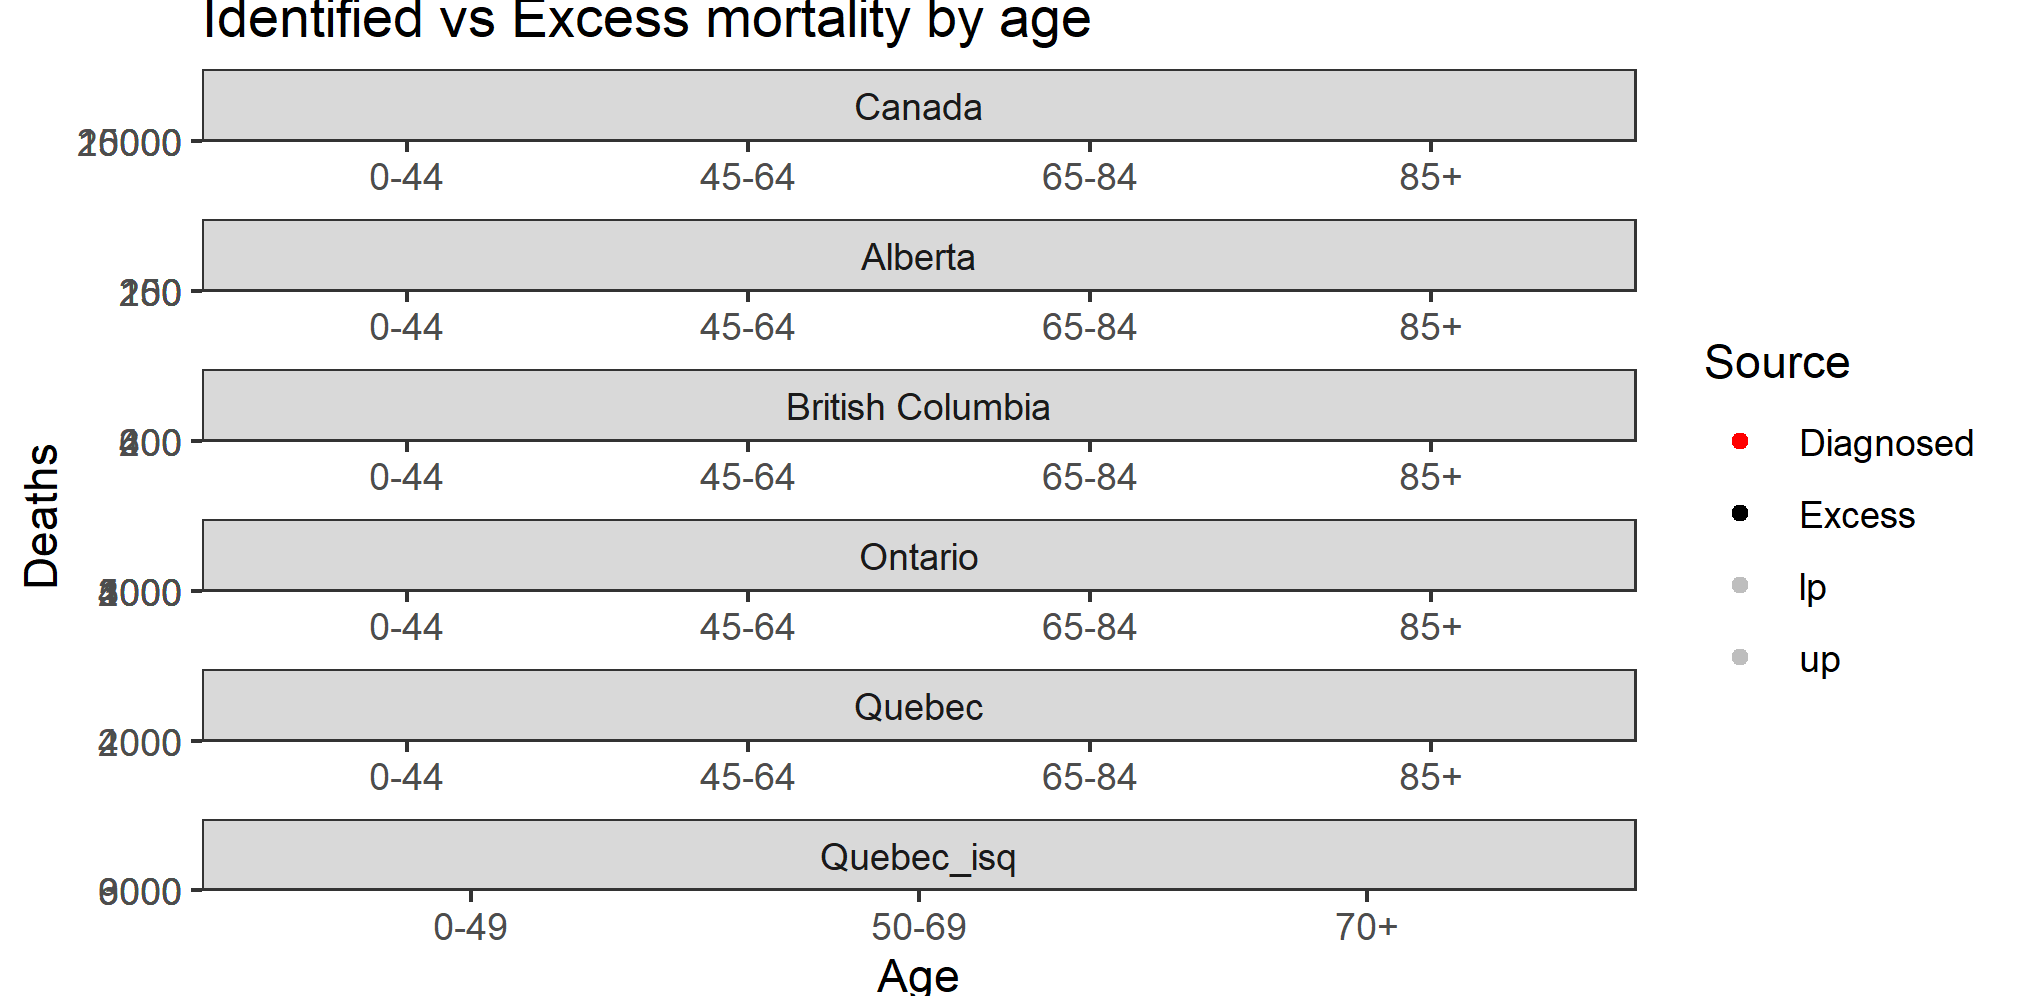 Identified vs Excess mortality by age
Canada
0-44 45-64 65-84 85+
Alberta
0-44 45-64 65-84 85+
British Columbia
0-44 45-64 65-84 85+
Ontario
0-44 45-64 65-84 85+
Quebec
0-44 45-64 65-84 85+
Quebec_isq
0-49 50-69 70+
Age
Deaths
Source
Diagnosed
Excess
lp
up